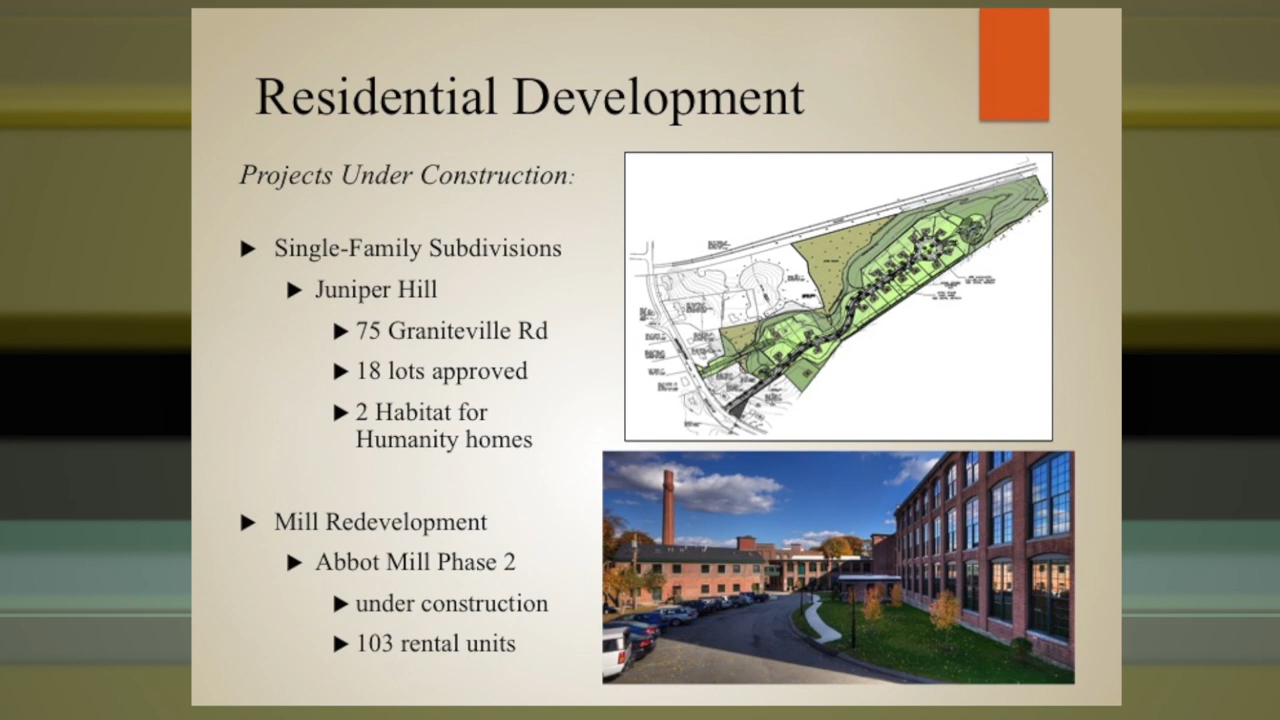 Residential Development
Projects Under Construction:
Single-Family Subdivisions
Juniper Hill
75 Graniteville Rd
18 lots approved
2 Habitat for
Humanity homes
Mill Redevelopment
Abbot Mill Phase 2
under construction
103 rental units